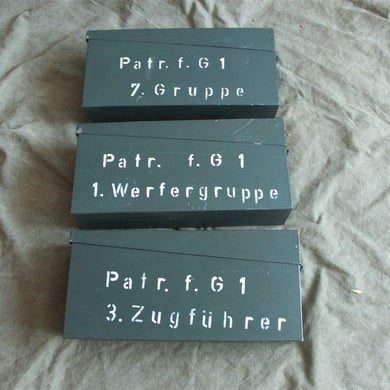 Patr. f. G 1
7. Gruppe
Patr. f. G 1
1. Werfergruppe
Patr. f. G 1
3. Zugführer